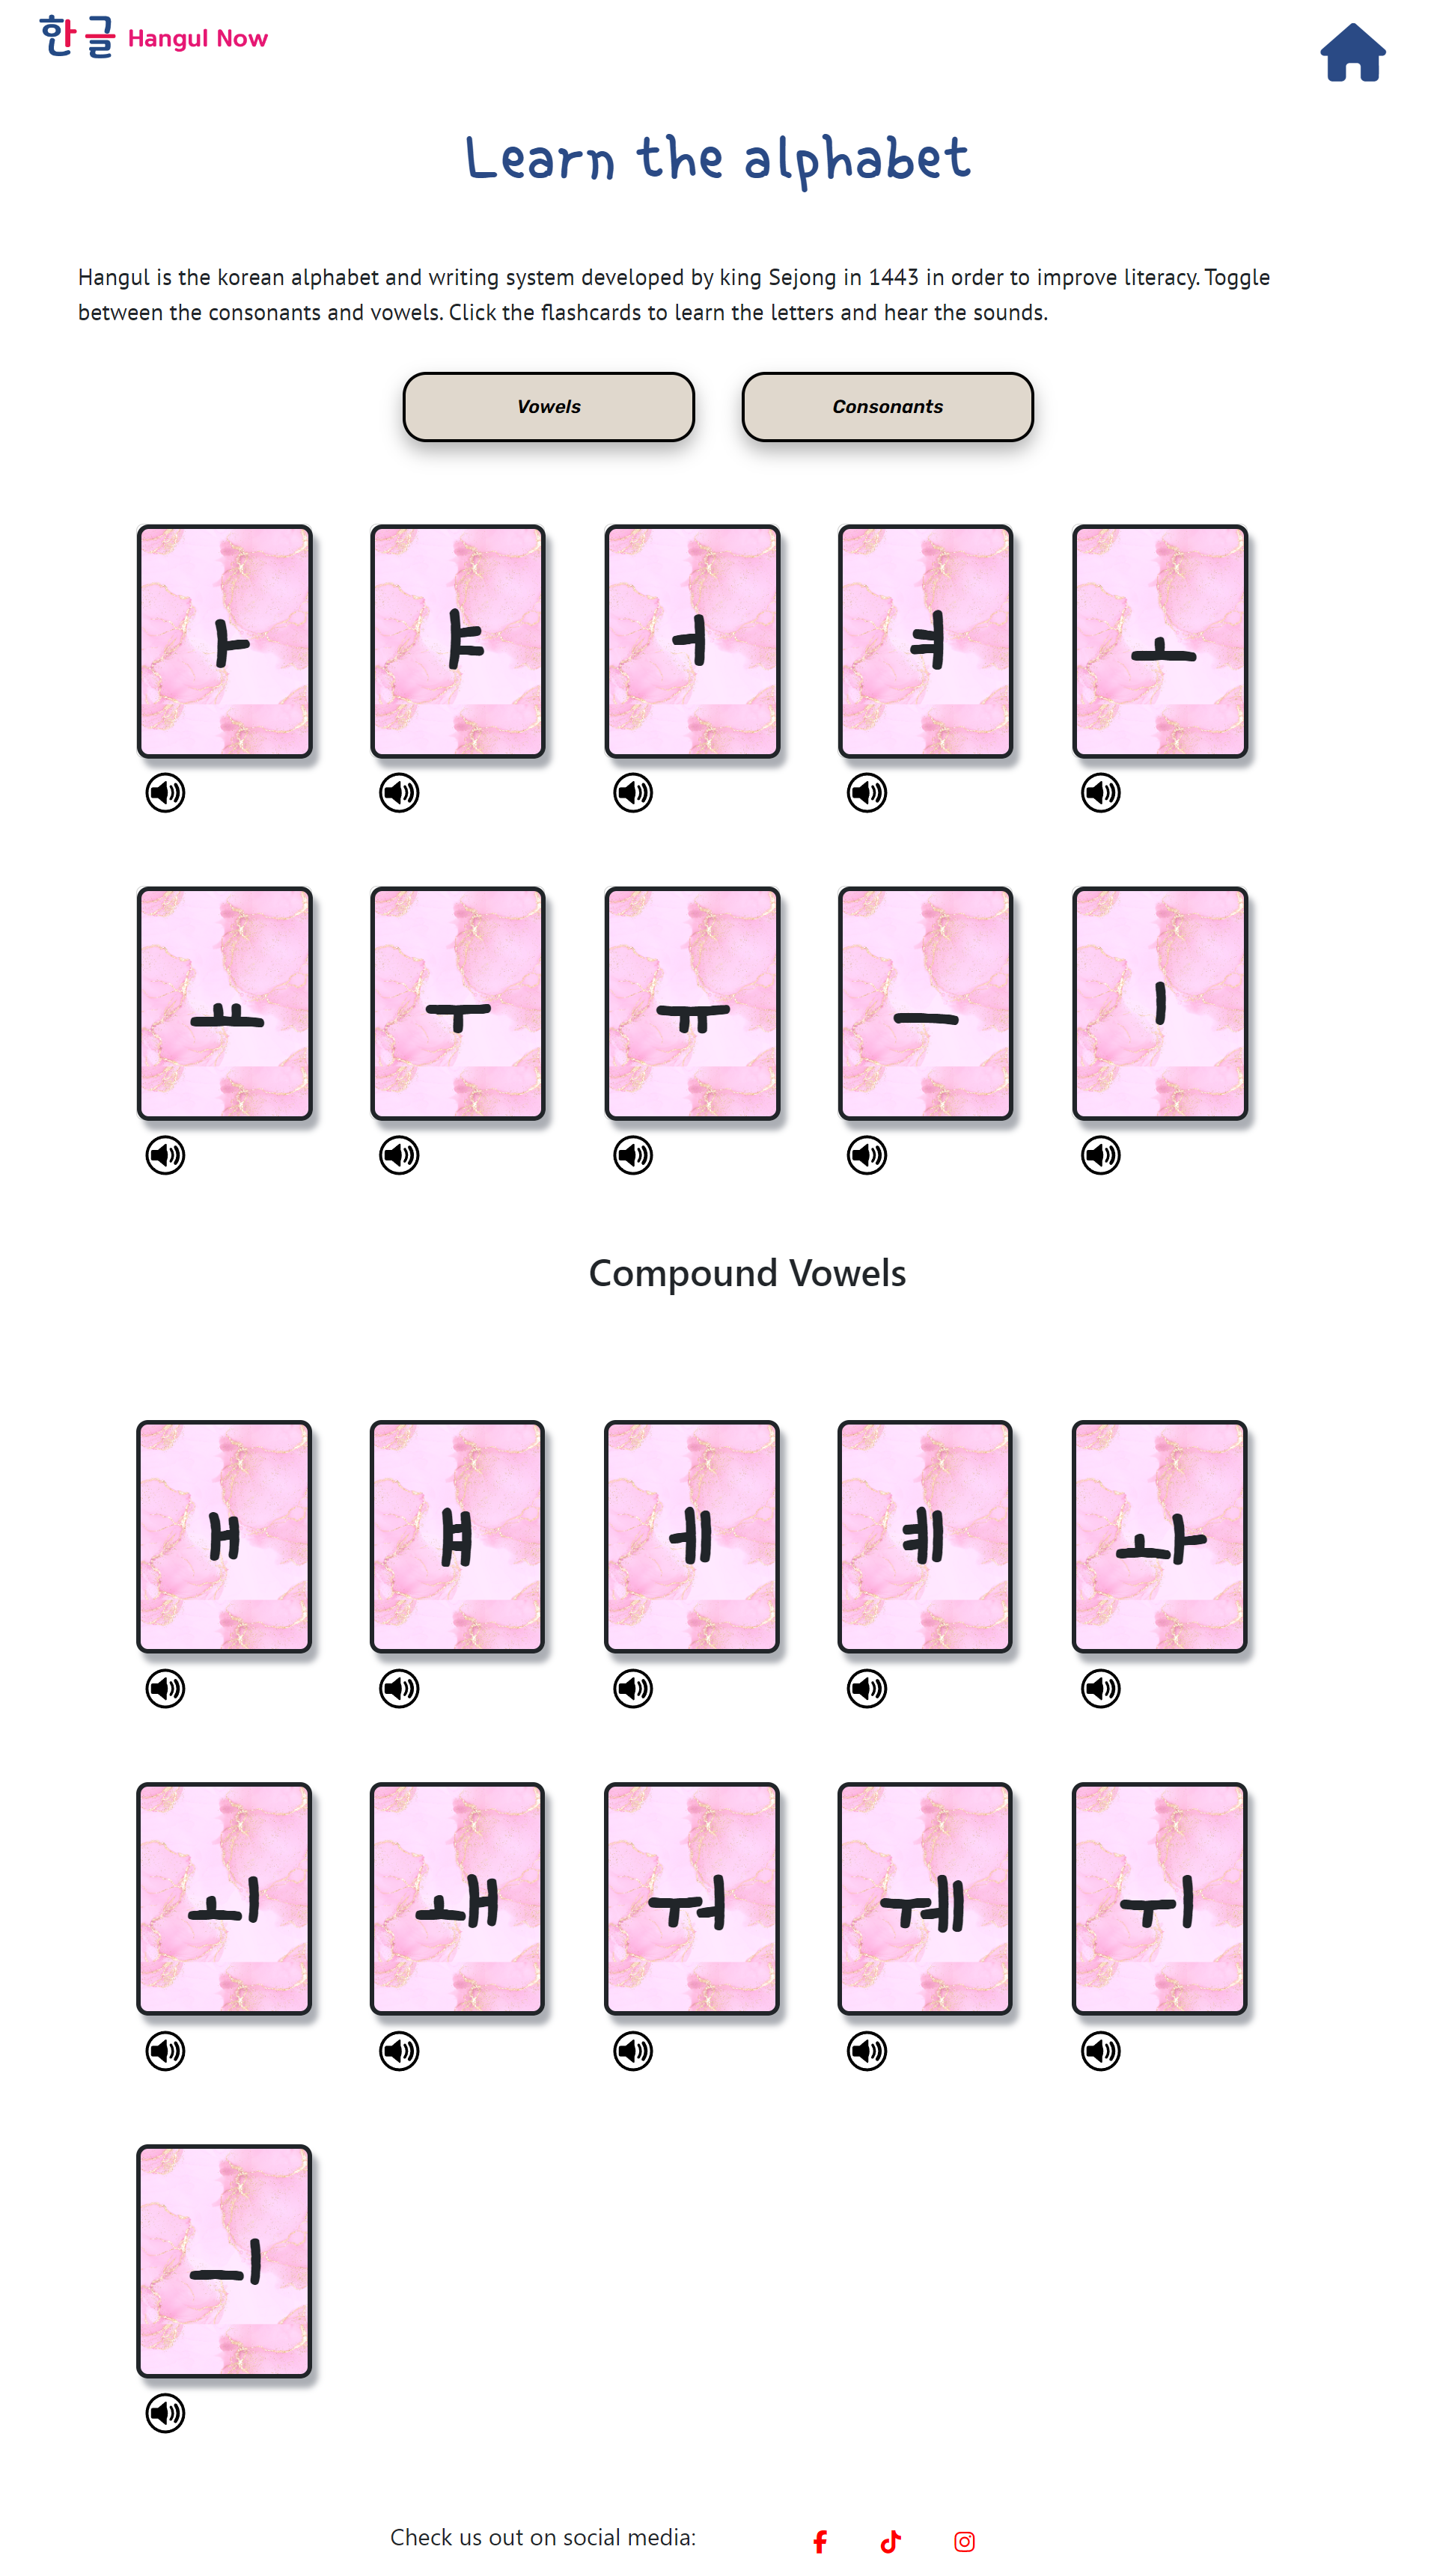 한글 Hangul Now
Learn the alphabet
Hangul is the korean alphabet and writing system developed by king Sejong in 1443 in order to improve literacy. Toggle
between the consonants and vowels. Click the flashcards to learn the letters and hear the sounds.
Vowels Consonants
ㅏ ㅑ ㅓ ㅕ ㅗ
ㅛ ㅜ ㅠ ㅡ ㅣ
Compound Vowels
ㅐ ㅒ ㅔ ㅖ ㅘ
ㅚ ㅙ ㅝ ㅞ ㅟ
ㅢ
Check us out on social media: